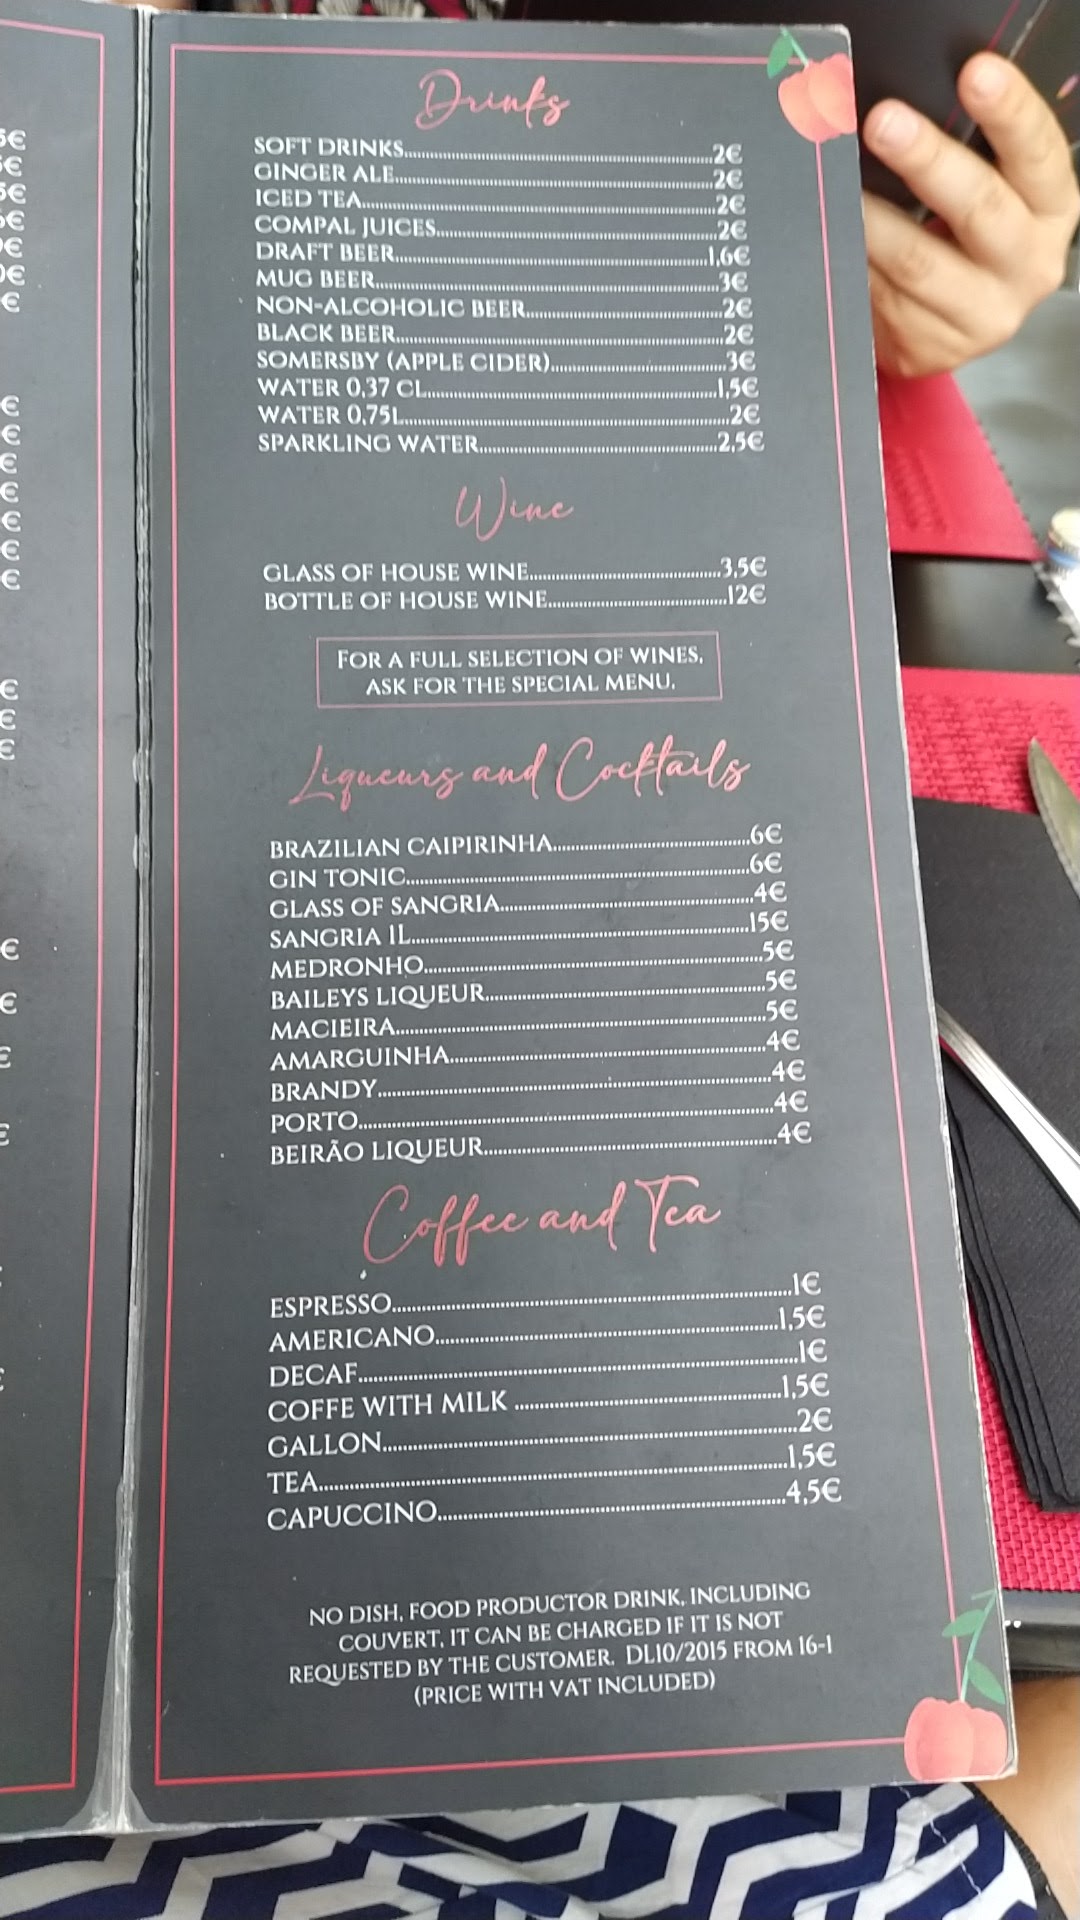 Drinks
SOFT DRINKS..........2€
GINGER ALE..........2€
ICED TEA..........2€
COMPAL JUICES..........2€
DRAFT BEER..........1,6€
MUG BEER..........3€
NON-ALCOHOLIC BEER..........2€
BLACK BEER..........2€
SOMERSBY (APPLE CIDER)..........3€
WATER 0,37 CL..........1,5€
WATER 0,75L..........2€
SPARKLING WATER..........2,5€
Wine
GLASS OF HOUSE WINE..........3,5€
BOTTLE OF HOUSE WINE..........12€
FOR A FULL SELECTION OF WINES,
ASK FOR THE SPECIAL MENU.
Liqueurs and Cocktails
BRAZILIAN CAIPIRINHA..........6€
GIN TONIC..........6€
GLASS OF SANGRIA..........4€
SANGRIA 1L..........15€
MEDRONHO..........5€
BAILEYS LIQUEUR..........5€
MACIEIRA..........5€
AMARGUINHA..........4€
BRANDY..........4€
PORTO..........4€
BEIRÃO LIQUEUR..........4€
Coffee and Tea
ESPRESSO..........1€
AMERICANO..........1,5€
DECAF..........1€
COFFE WITH MILK ..........1,5€
GALLON..........2€
TEA..........1,5€
CAPUCCINO..........4,5€
NO DISH, FOOD PRODUCTOR DRINK, INCLUDING
COUVERT, IT CAN BE CHARGED IF IT IS NOT
REQUESTED BY THE CUSTOMER. DL10/2015 FROM 16-1
(PRICE WITH VAT INCLUDED)